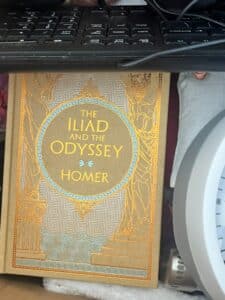 THE
ILIAD
AND THE
ODYSSEY
HOMER